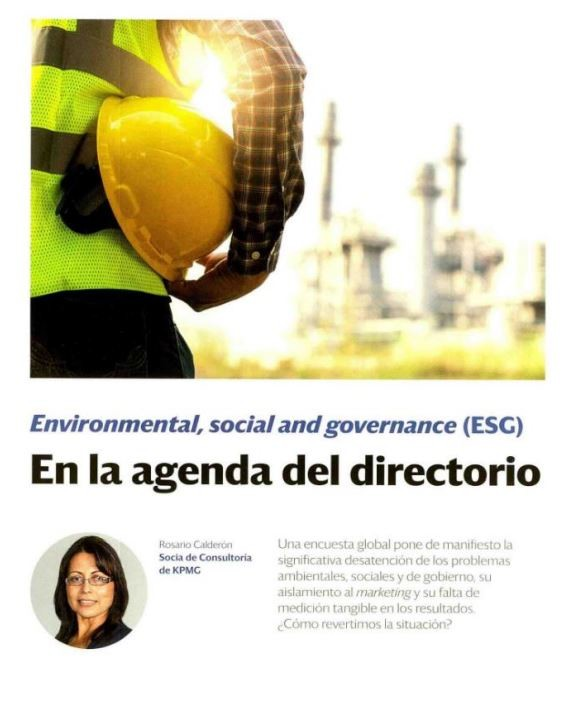 Environmental, social and governance (ESG)
En la agenda del directorio
Rosario Calderón
Socia de Consultoría
de KPMG
Una encuesta global pone de manifiesto la
significativa desatención de los problemas
ambientales, sociales y de gobierno, su
aislamiento al marketing y su falta de
medición tangible en los resultados.
¿Cómo revertimos la situación?